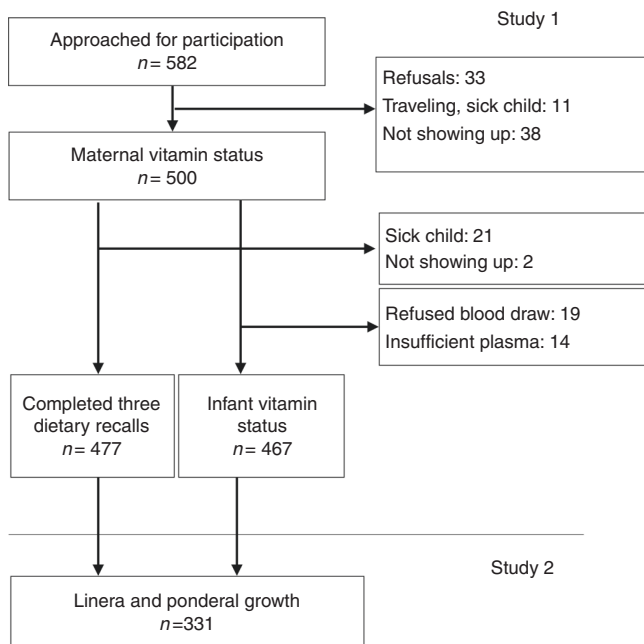 Study 1
Approached for participation
n = 582
Refusals: 33
Traveling, sick child: 11
Not showing up: 38
Maternal vitamin status
n = 500
Sick child: 21
Not showing up: 2
Refused blood draw: 19
Insufficient plasma: 14
Completed three
dietary recalls
n = 477
Infant vitamin
status
n = 467
Study 2
Linera and ponderal growth
n=331